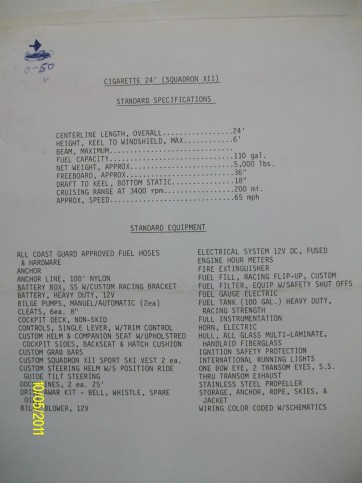 0-50
CIGARETTE 24' (SQUADRON XII)
STANDARD SPECIFICATIONS
CENTERLINE LENGTH, OVERALL................24'
HEIGHT, KEEL TO WINDSHIELD, MAX...........6'
BEAM, MAXIMUM.............................
FUEL CAPACITY.............................110 gal.
NET WEIGHT, APPROX........................5,000 lbs.
FREEBOARD, APPROX.........................36"
DRAFT TO KEEL, BOTTOM STATIC..............18"
CRUISING RANGE AT 3400 rpm................200 mi.
APPROX, SPEED.............................65 mph
STANDARD EQUIPMENT
ALL COAST GUARD APPROVED FUEL HOSES
& HARDWARE
ANCHOR
ANCHOR LINE, 100' NYLON
BATTERY BOX, SS W/CUSTOM RACING BRACKET
BATTERY, HEAVY DUTY, 12V
BILGE PUMPS, MANUEL/AUTOMATIC (2ea)
CLEATS, 6ea. 8"
COCKPIT DECK, NON-SKID
CONTROLS, SINGLE LEVER, W/TRIM CONTROL
CUSTOM HELM & COMPANION SEAT W/UPHOLSTRED
COCKPIT SIDES, BACKSEAT & HATCH CUSHION
CUSTOM GRAB BARS
CUSTOM SQUADRON XII SPORT SKI VEST 2 ea.
CUSTOM STEERING HELM W/5 POSITION RIDE
GUIDE TILT STEERING
DOCK LINES, 2 ea. 25'
KIT - BELL, WHISTLE, SPARE
BLOWER, 12V
ELECTRICAL SYSTEM 12V DC, FUSED
ENGINE HOUR METERS
FIRE EXTINGUISHER
FUEL FILL, RACING FLIP-UP, CUSTOM
FUEL FILTER, EQUIP W/SAFETY SHUT OFFS
FUEL GAUGE ELECTRIC
FUEL TANK (100 GAL.) HEAVY DUTY,
RACING STRENGTH
FULL INSTRUMENTATION
HORN, ELECTRIC
HULL, ALL GLASS MULTI-LAMINATE,
HANDLAID FIBERGLASS
IGNITION SAFETY PROTECTION
INTERNATIONAL RUNNING LIGHTS
ONE BOW EYE, 2 TRANSOM EYES, S.S.
THRU TRANSOM EXHAUST
STAINLESS STEEL PROPELLER
STORAGE, ANCHOR, ROPE, SKIES, &
JACKET
WIRING COLOR CODED W/SCHEMATICS
10/05/2011